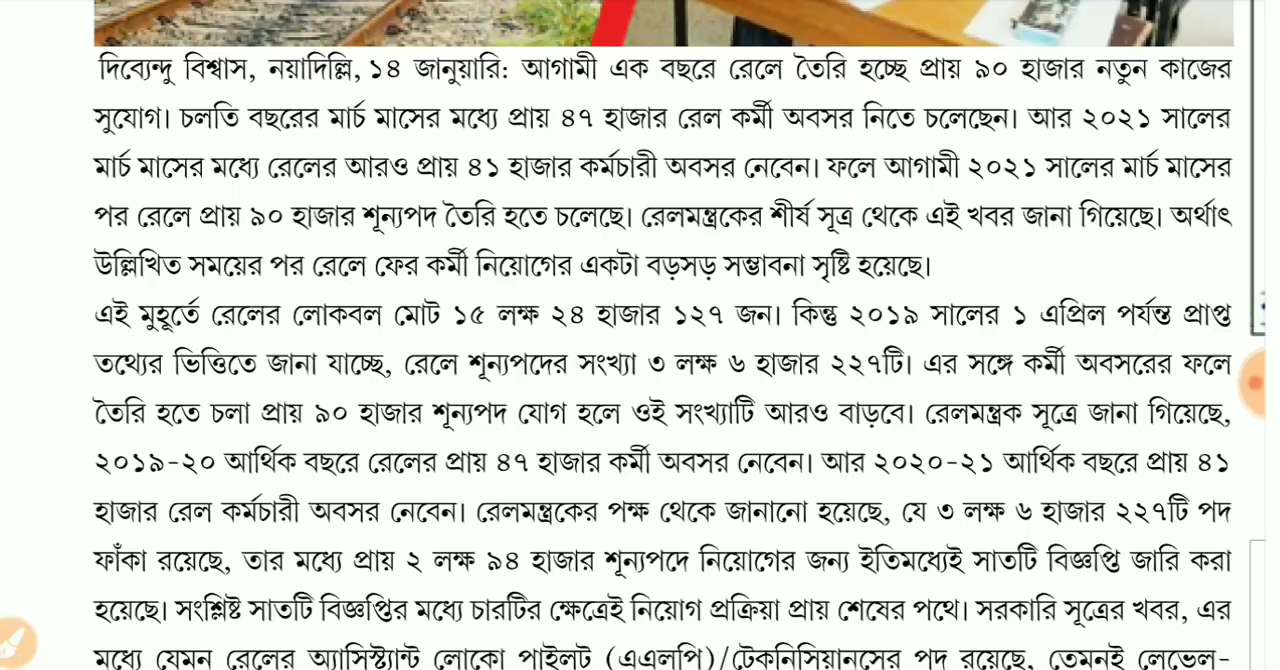 দিব্যেন্দু বিশ্বাস, নয়াদিল্লি, ১৪ জানুয়ারি: আগামী এক বছরে রেলে তৈরি হচ্ছে প্রায় ৯০ হাজার নতুন কাজের
সুযোগ। চলতি বছরের মার্চ মাসের মধ্যে প্রায় ৪৭ হাজার রেল কর্মী অবসর নিতে চলেছেন। আর ২০২১ সালের
মার্চ মাসের মধ্যে রেলের আরও প্রায় ৪১ হাজার কর্মচারী অবসর নেবেন। ফলে আগামী ২০২১ সালের মার্চ মাসের
পর রেলে প্রায় ৯০ হাজার শূন্যপদ তৈরি হতে চলেছে। রেলমন্ত্রকের শীর্ষ সূত্র থেকে এই খবর জানা গিয়েছে। অর্থাৎ
উল্লিখিত সময়ের পর রেলে ফের কর্মী নিয়োগের একটা বড়সড় সম্ভাবনা সৃষ্টি হয়েছে।
এই মুহূর্তে রেলের লোকবল মোট ১৫ লক্ষ ২৪ হাজার ১২৭ জন। কিন্তু ২০১৯ সালের ১ এপ্রিল পর্যন্ত প্রাপ্ত
তথ্যের ভিত্তিতে জানা যাচ্ছে, রেলে শূন্যপদের সংখ্যা ৩ লক্ষ ৬ হাজার ২২৭টি। এর সঙ্গে কর্মী অবসরের ফলে
তৈরি হতে চলা প্রায় ৯০ হাজার শূন্যপদ যোগ হলে ওই সংখ্যাটি আরও বাড়বে। রেলমন্ত্রক সূত্রে জানা গিয়েছে,
২০১৯-২০ আর্থিক বছরে রেলের প্রায় ৪৭ হাজার কর্মী অবসর নেবেন। আর ২০২০-২১ আর্থিক বছরে প্রায় ৪১
হাজার রেল কর্মচারী অবসর নেবেন। রেলমন্ত্রকের পক্ষ থেকে জানানো হয়েছে, যে ৩ লক্ষ ৬ হাজার ২২৭টি পদ
ফাঁকা রয়েছে, তার মধ্যে প্রায় ২ লক্ষ ৯৪ হাজার শূন্যপদে নিয়োগের জন্য ইতিমধ্যেই সাতটি বিজ্ঞপ্তি জারি করা
হয়েছে। সংশ্লিষ্ট সাতটি বিজ্ঞপ্তির মধ্যে চারটির ক্ষেত্রেই নিয়োগ প্রক্রিয়া প্রায় শেষের পথে। সরকারি সূত্রের খবর, এর
মধ্যে যেমন রেলের অ্যাসিস্ট্যান্ট লোকো পাইলট (এএলপি)/টেকনিসিয়ানসের পদ রয়েছে, তেমনই লেভেল-